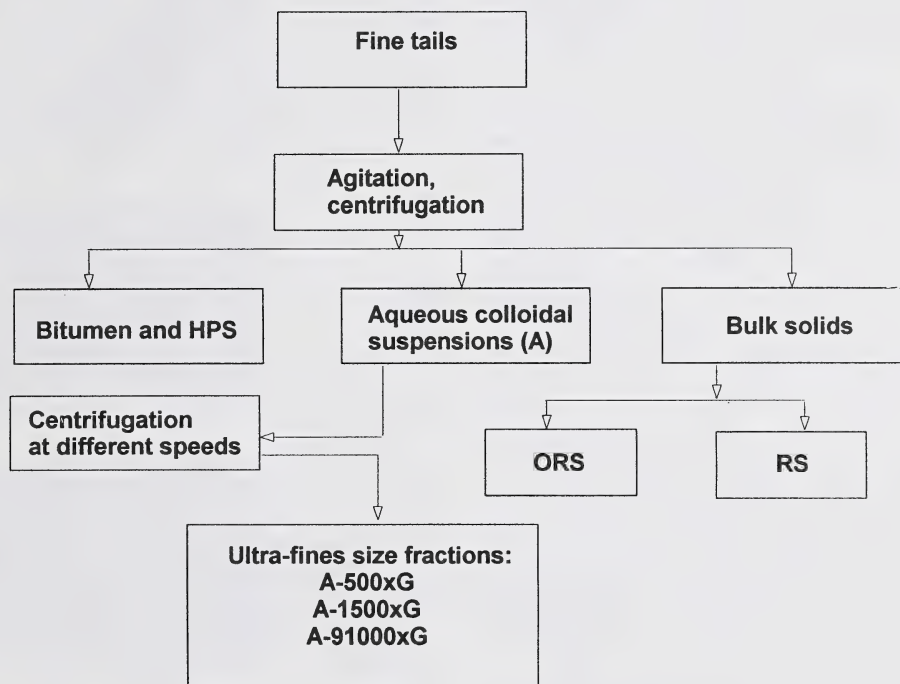 Fine tails
Agitation,
centrifugation
Bitumen and HPS
Aqueous colloidal
suspensions (A)
Bulk solids
Centrifugation
at different speeds
ORS
RS
Ultra-fines size fractions:
A-500xG
A-1500xG
A-91000xG